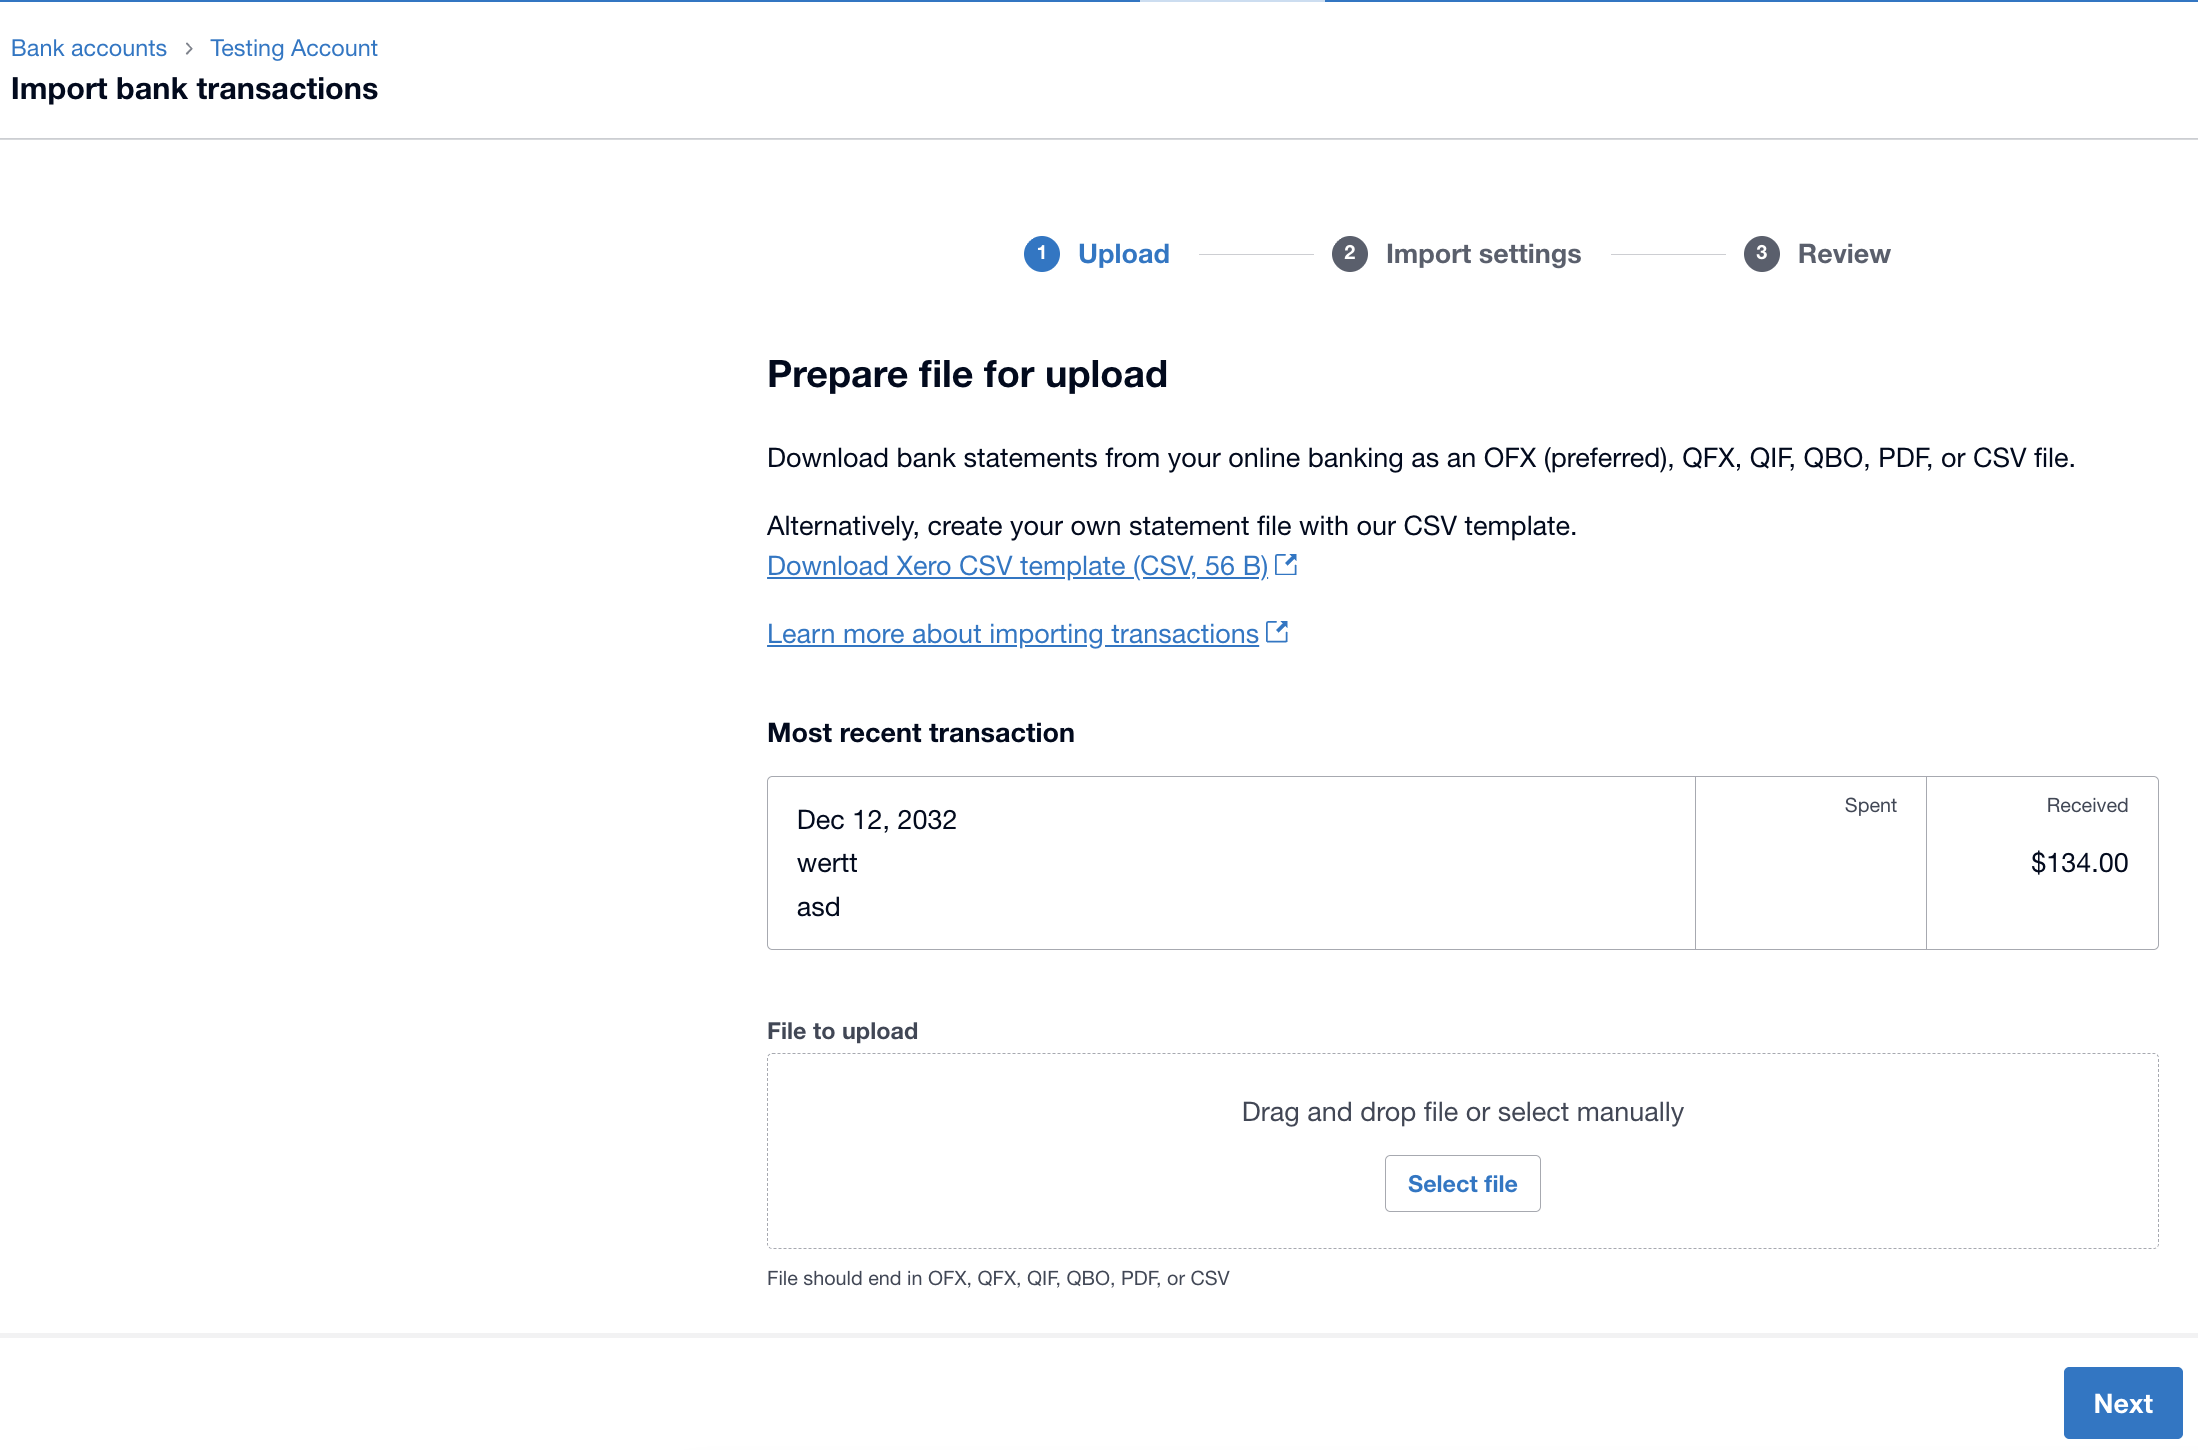 Bank accounts > Testing Account
Import bank transactions
1 Upload 2 Import settings 3 Review
Prepare file for upload
Download bank statements from your online banking as an OFX (preferred), QFX, QIF, QBO, PDF, or CSV file.
Alternatively, create your own statement file with our CSV template.
Download Xero CSV template (CSV, 56 B)
Learn more about importing transactions
Most recent transaction
Dec 12, 2032 Spent Received
wertt $134.00
asd
File to upload
Drag and drop file or select manually
Select file
File should end in OFX, QFX, QIF, QBO, PDF, or CSV
Next